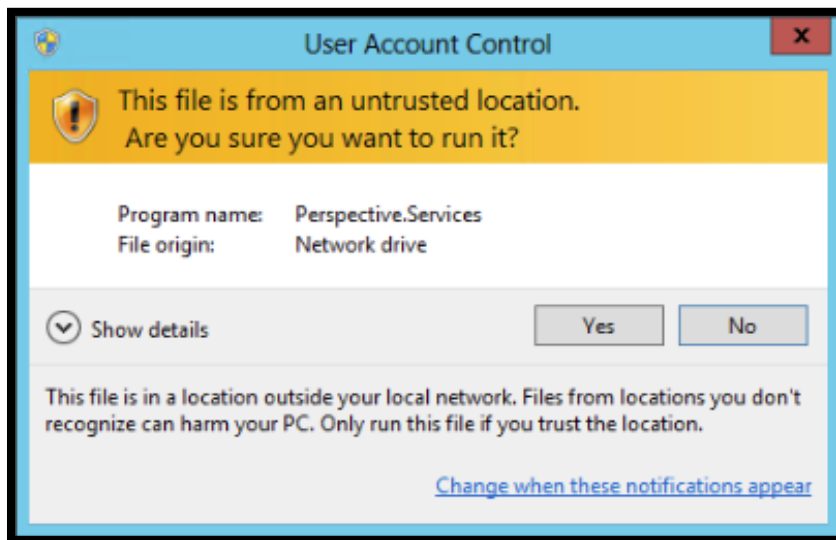 User Account Control
x
This file is from an untrusted location.
Are you sure you want to run it?
Program name: Perspective.Services
File origin: Network drive
Show details
Yes
No
This file is in a location outside your local network. Files from locations you don't
recognize can harm your PC. Only run this file if you trust the location.
Change when these notifications appear